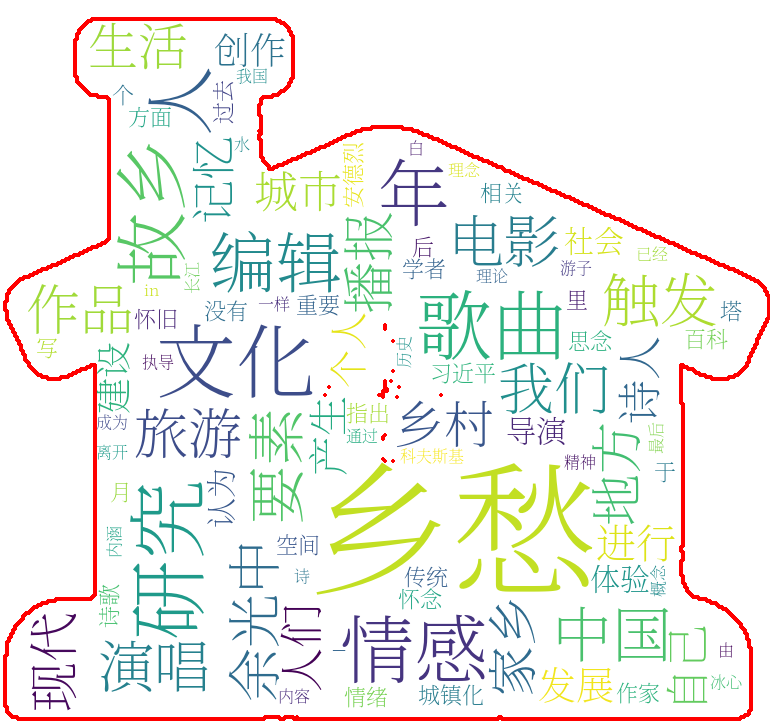 生活
创作
我国
人
过去
个
方面
水
故乡
记忆
白
安德烈
理念
城市
年
相关
编辑
播报
后
电影
社会
已经
学者
理论
游子
长江
in
作品
没有
一样
重要
歌曲
里
触发
塔
怀旧
写
个人
历史
思念
百科
建设
执导
文化
习近平
我们
诗人
成为
旅游
要素
产生
指出
乡村
导演
地方
最后
离开
通过
科夫斯基
精神
于
月
研究
认为
乡愁
内涵
空间
进行
中
诗
传统
体验
概念
诗歌
怀念
现代
演唱
余光
人们
一
情感
家乡
中国
自己
由
内容
情绪
城镇化
发展
作家
冰心